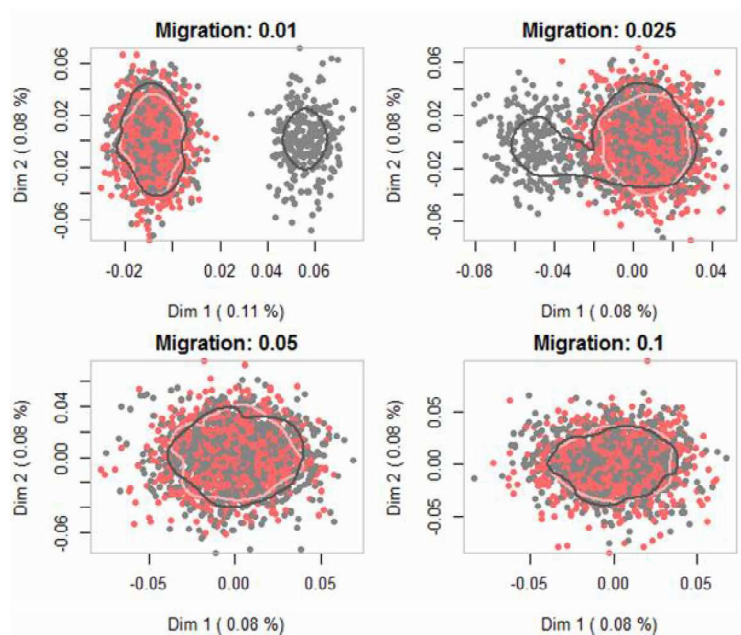 Migration: 0.01
Dim 2 ( 0.08 %)
0.06
0.02
-0.02
-0.06
-0.02 0.02 0.04 0.06
Dim 1 ( 0.11 %)
Migration: 0.025
Dim 2 ( 0.08 %)
0.06
0.02
-0.02
-0.06
-0.08 -0.04 0.00 0.04
Dim 1 ( 0.08 %)
Migration: 0.05
Dim 2 ( 0.08 %)
0.04
0.00
-0.06
-0.05 0.00 0.05
Dim 1 ( 0.08 %)
Migration: 0.1
Dim 2 ( 0.08 %)
0.05
0.00
-0.05
-0.05 0.00 0.05
Dim 1 ( 0.08 %)